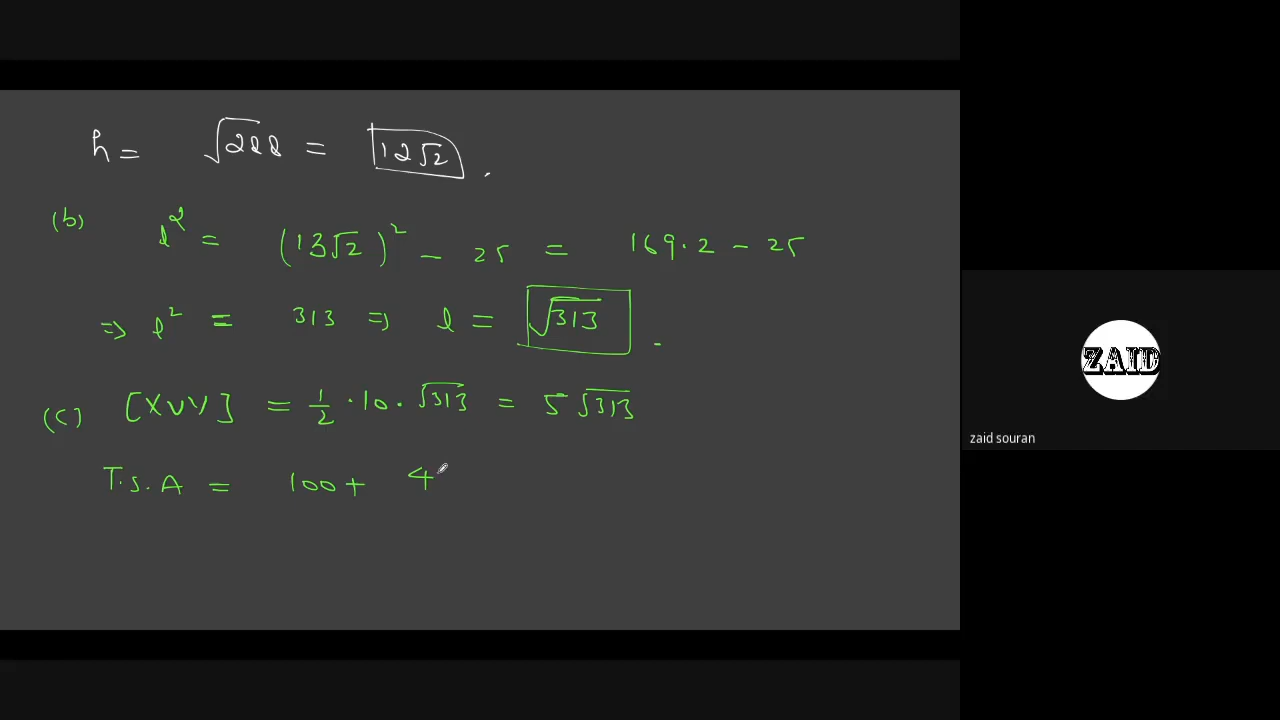 h = √288 = 12√2 .
(b) l² = (13√2)² - 25 = 169·2 - 25
⇒ l² = 313 ⇒ l = √313 .
(c) [XVY] = 1/2 · 10 · √313 = 5√313
T.S.A = 100 + 4
ZAID
zaid souran